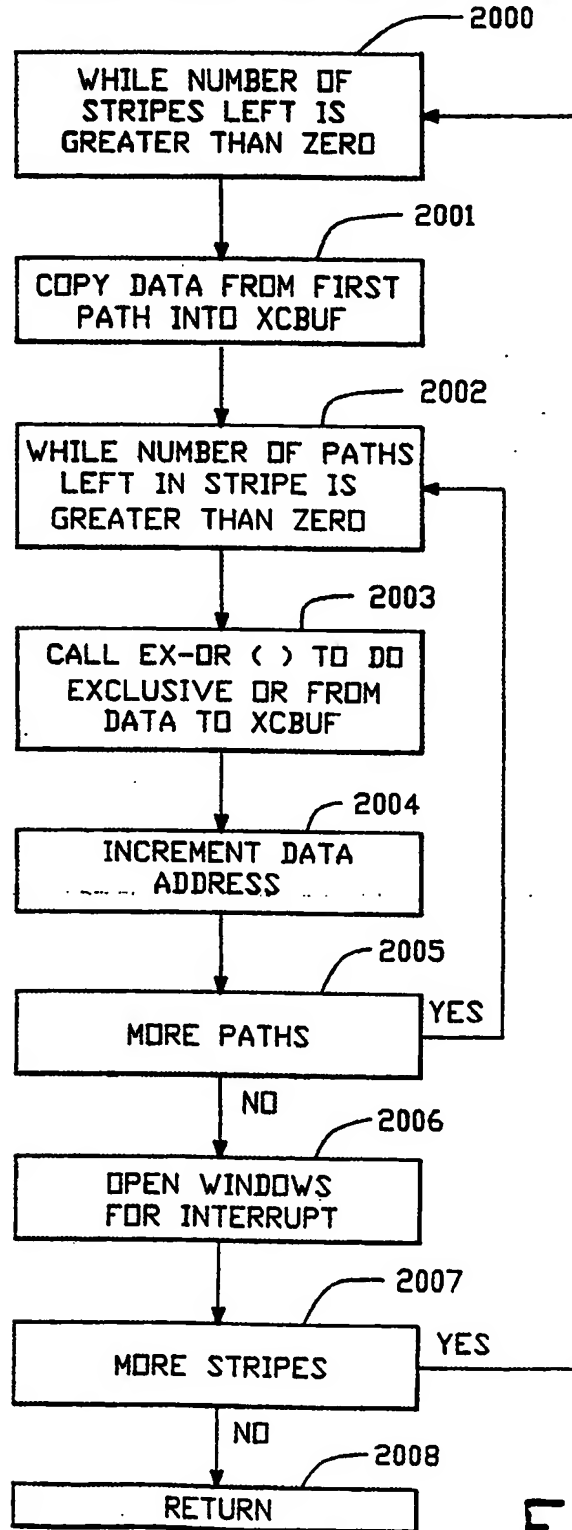 2000
WHILE NUMBER OF
STRIPES LEFT IS
GREATER THAN ZERO
2001
COPY DATA FROM FIRST
PATH INTO XCBUF
2002
WHILE NUMBER OF PATHS
LEFT IN STRIPE IS
GREATER THAN ZERO
2003
CALL EX-OR ( ) TO DO
EXCLUSIVE OR FROM
DATA TO XCBUF
2004
INCREMENT DATA
ADDRESS
2005
MORE PATHS
YES
NO
2006
OPEN WINDOWS
FOR INTERRUPT
2007
MORE STRIPES
YES
NO
2008
RETURN